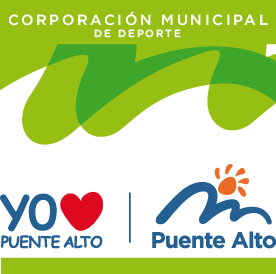 CORPORACIÓN MUNICIPAL
DE DEPORTE
YO
PUENTE ALTO
Puente Alto